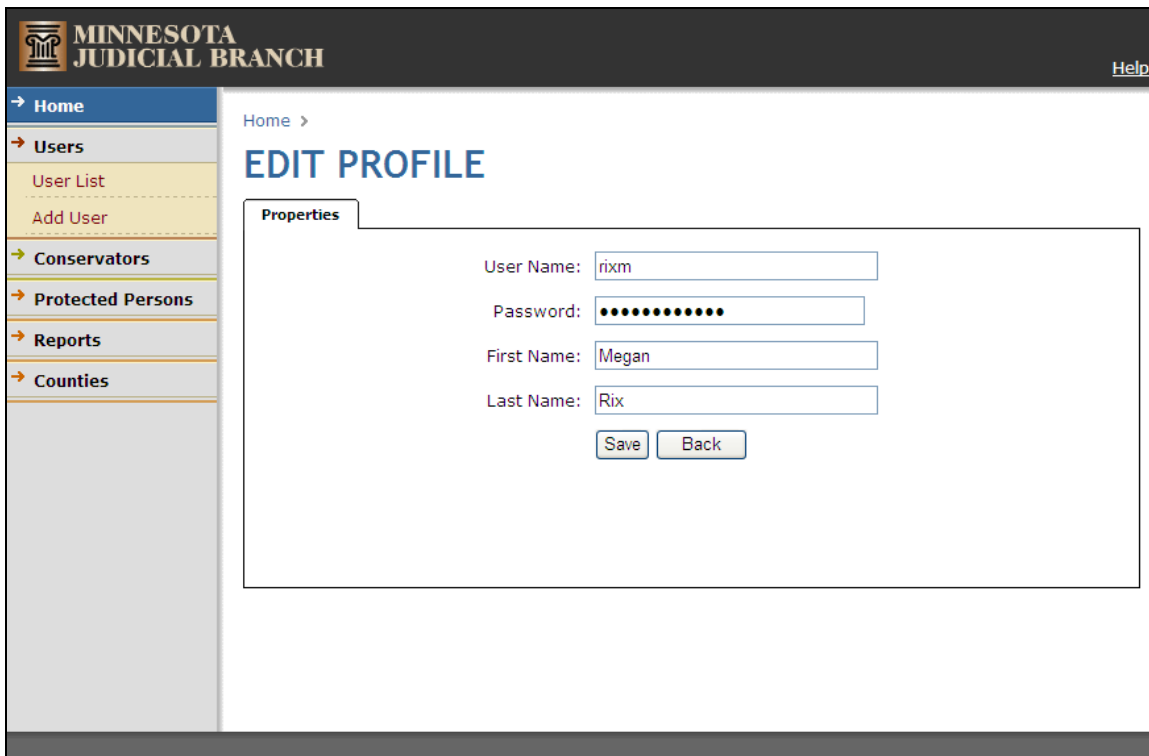 MINNESOTA
JUDICIAL BRANCH
Help
Home
Users
User List
Add User
Conservators
Protected Persons
Reports
Counties
Home >
EDIT PROFILE
Properties
User Name: rixm
Password: ••••••••••••
First Name: Megan
Last Name: Rix
Save Back